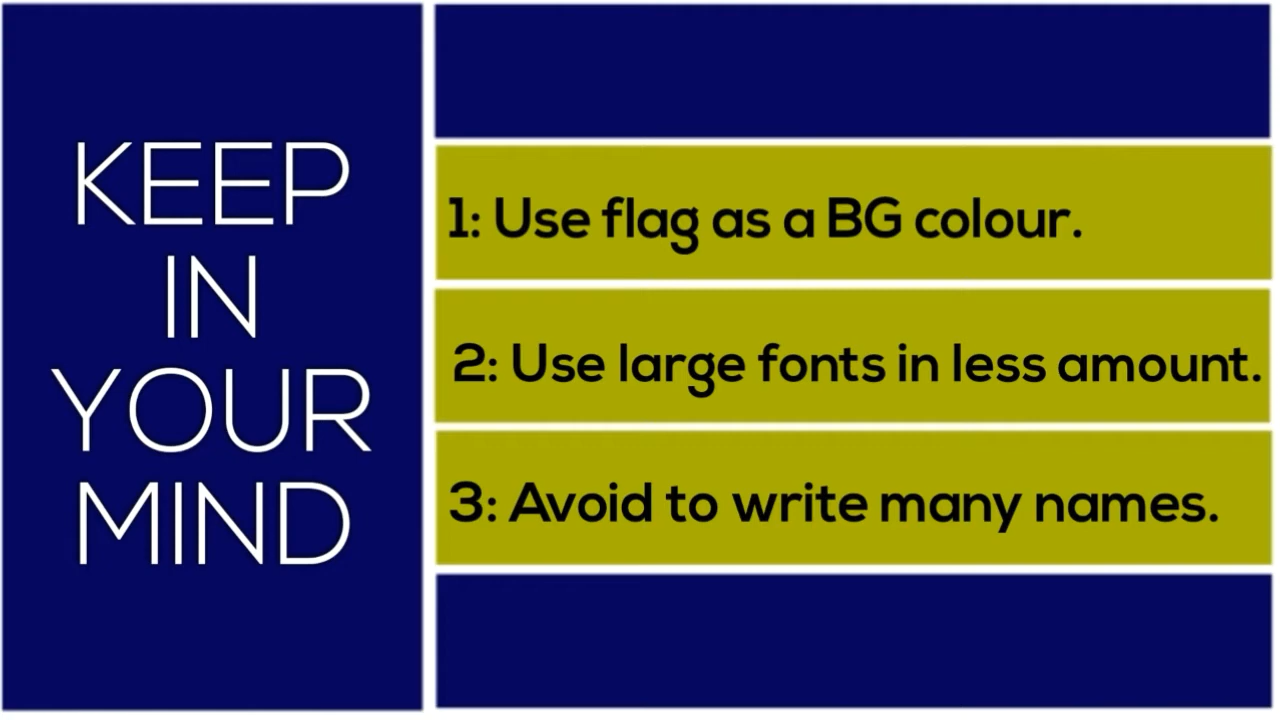 KEEP
IN
YOUR
MIND
1: Use flag as a BG colour.
2: Use large fonts in less amount.
3: Avoid to write many names.